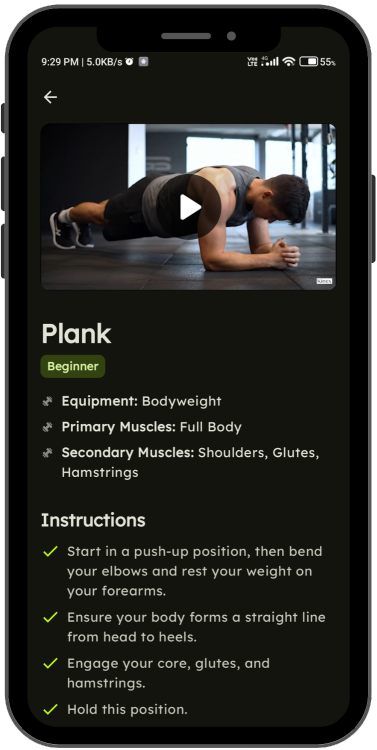 9:29 PM | 5.0KB/s
Vo LTE 4G 55%
Plank
Beginner
Equipment: Bodyweight
Primary Muscles: Full Body
Secondary Muscles: Shoulders, Glutes,
Hamstrings
Instructions
Start in a push-up position, then bend
your elbows and rest your weight on
your forearms.
Ensure your body forms a straight line
from head to heels.
Engage your core, glutes, and
hamstrings.
Hold this position.